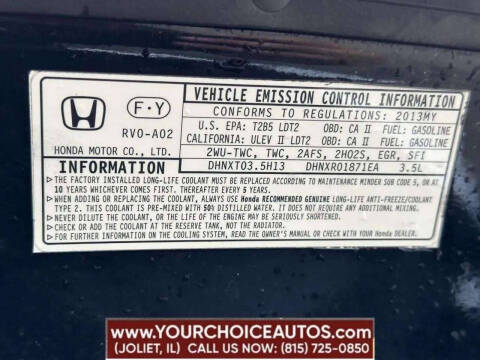 VEHICLE EMISSION CONTROL INFORMATION
F-Y
CONFORMS TO REGULATIONS: 2013MY
RV0-A02
U.S. EPA: T2B5 LDT2 OBD: CA II FUEL: GASOLINE
CALIFORNIA: ULEV II LDT2 OBD: CA II FUEL: GASOLINE
HONDA MOTOR CO., LTD.
2WU-TWC, TWC, 2AFS, 2HO2S, EGR, SFI
INFORMATION
DHNXT03.5H13 DHNXR01871EA 3.5L
► THE FACTORY INSTALLED LONG-LIFE COOLANT MUST BE REPLACED ACCORDING TO MAINTENANCE MINDER SUB CODE 5, OR AT
10 YEARS WHICHEVER COMES FIRST. THEREAFTER EVERY 5 YEARS.
► WHEN ADDING OR REPLACING THE COOLANT, ALWAYS USE Honda RECOMMENDED GENUINE LONG-LIFE ANTI-FREEZE/COOLANT
TYPE 2. THIS COOLANT IS PRE-MIXED WITH 50% DISTILLED WATER. IT DOES NOT REQUIRE ANY ADDITIONAL MIXING.
► NEVER ADD WATER, OR THE LIFE OF THE ENGINE MAY BE SERIOUSLY SHORTENED.
► CHECK AND ADD COOLANT AT THE RESERVE TANK, NOT THE RADIATOR.
► FOR FURTHER INFORMATION ON THE COOLING SYSTEM, READ THE OWNER'S MANUAL OR CHECK WITH YOUR Honda DEALER.
WWW.YOURCHOICEAUTOS.COM
(JOLIET, IL) CALL US NOW: (815) 725-0850